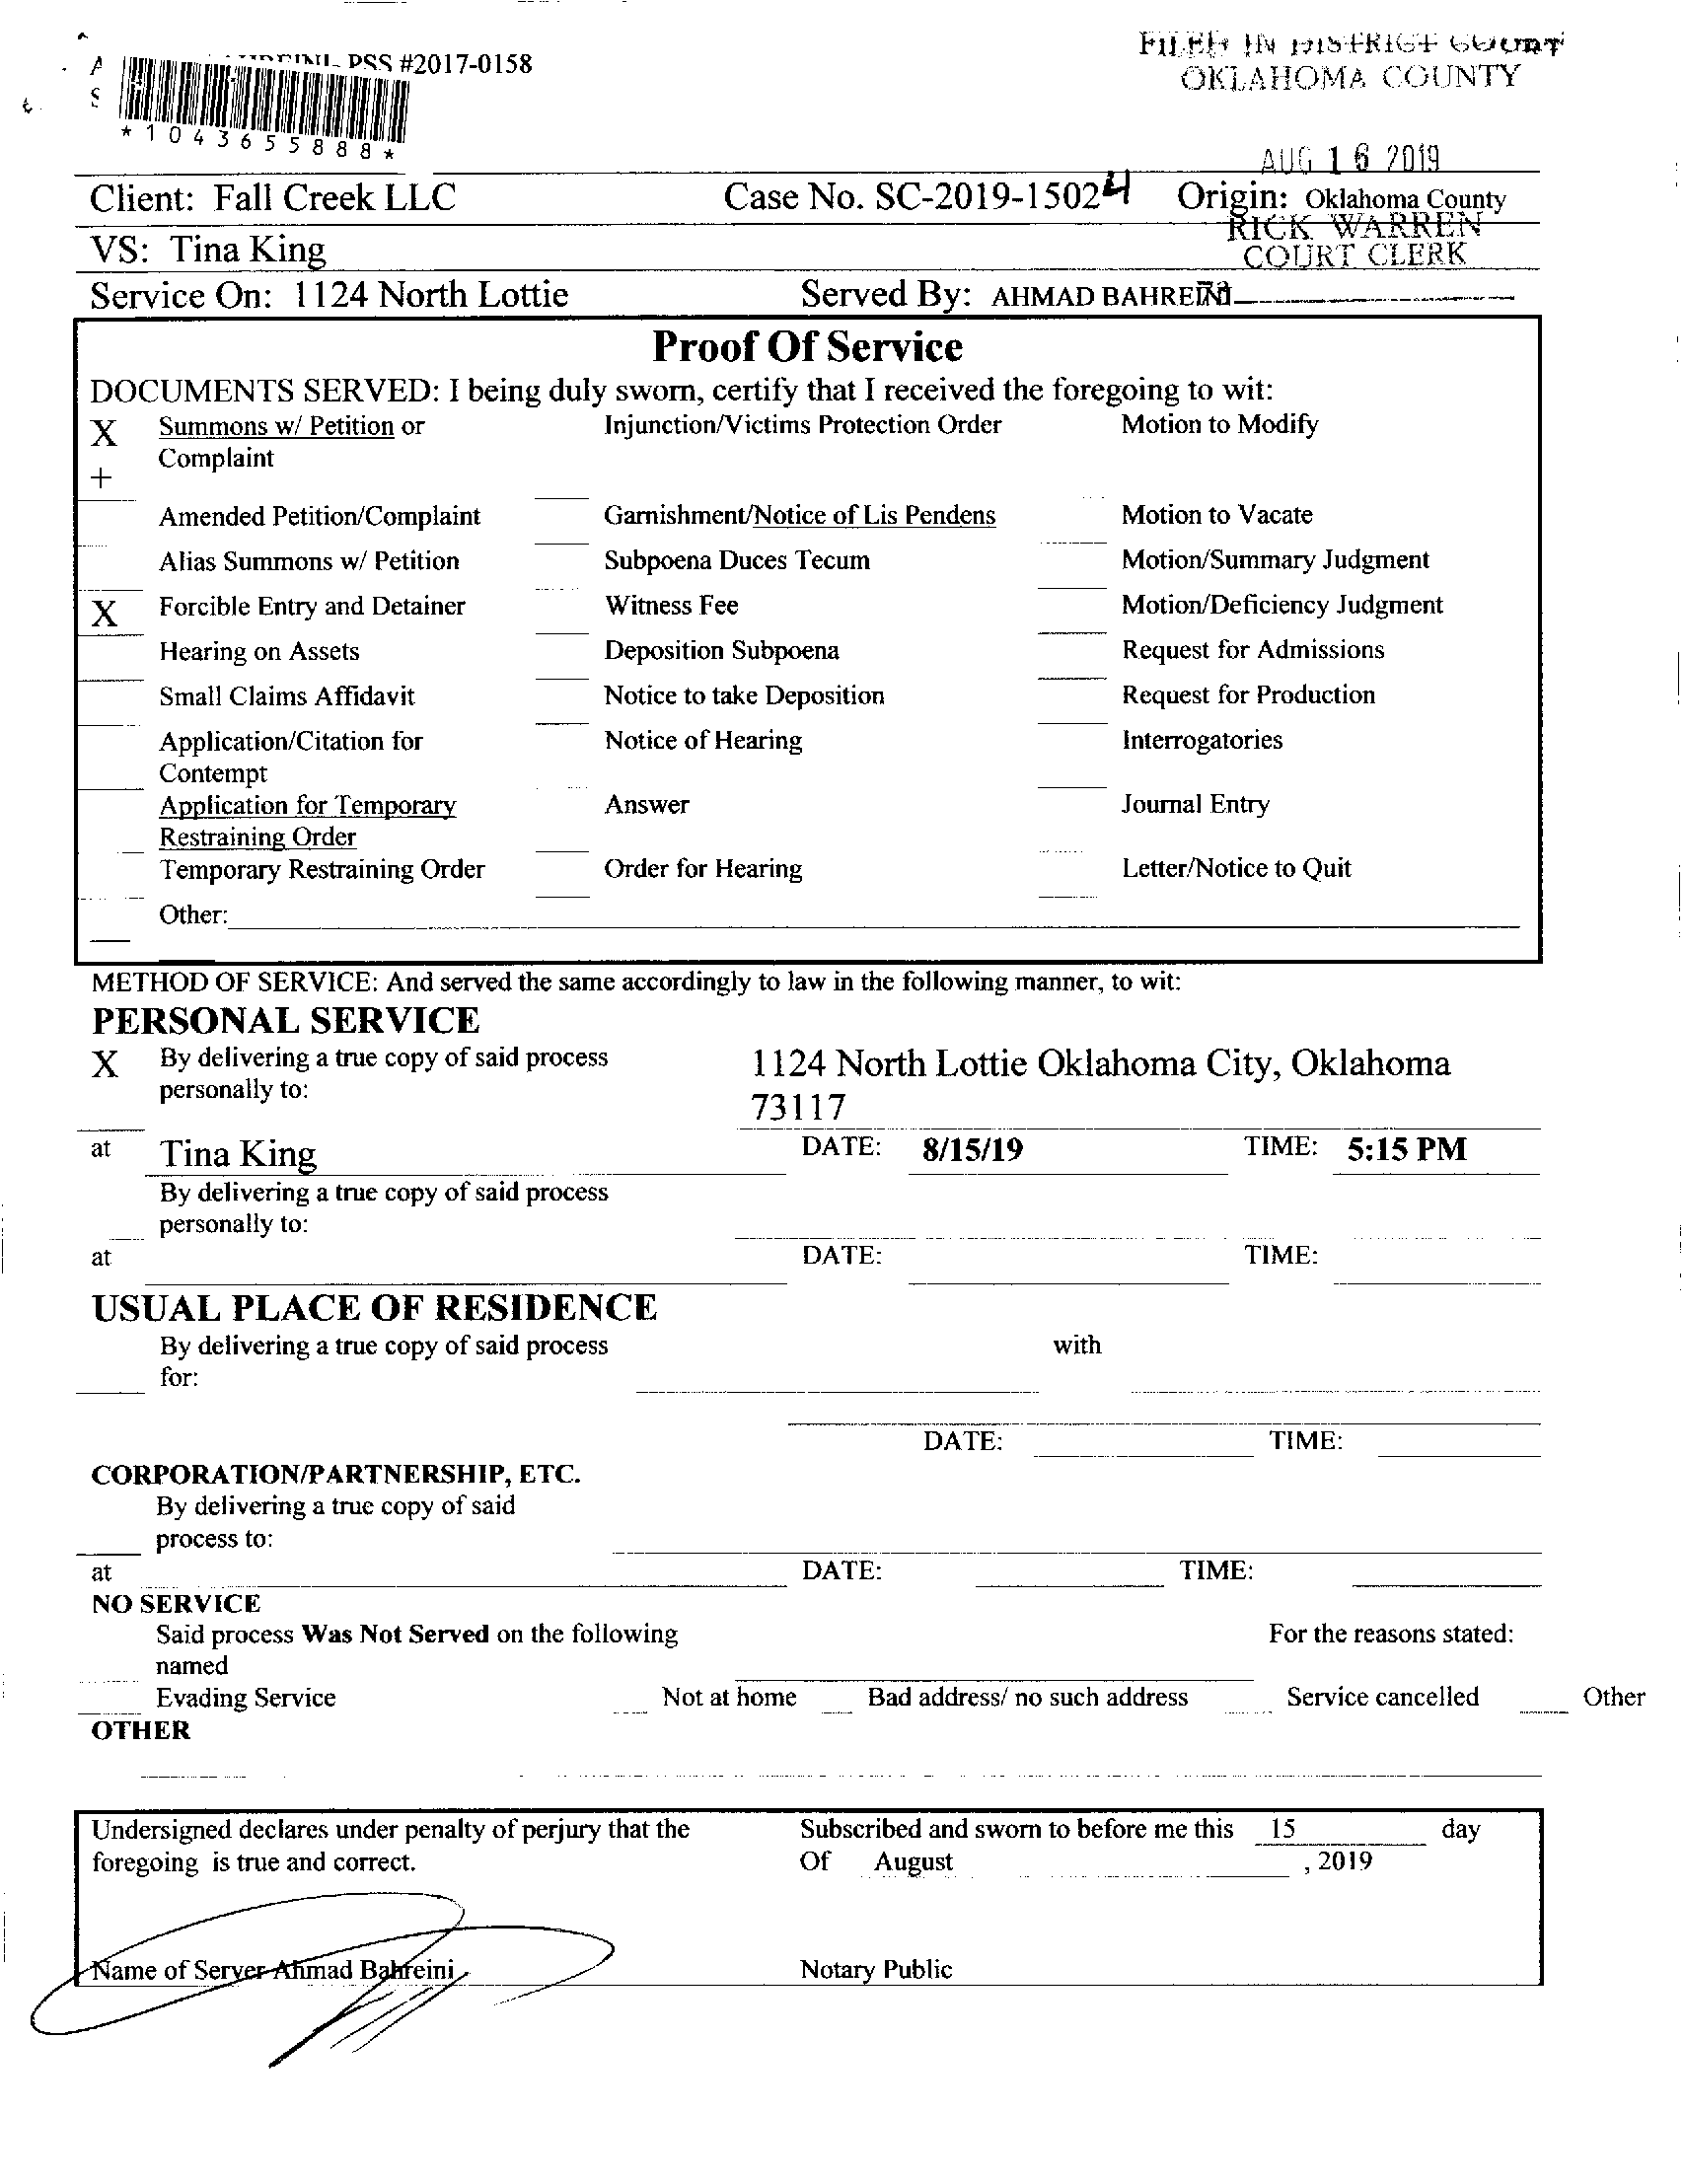 PSS #2017-0158
*1043655888*
FILED IN DISTRICT COURT
OKLAHOMA COUNTY
AUG 16 2019
Client: Fall Creek LLC Case No. SC-2019-15024 Origin: Oklahoma County
RICK WARREN
VS: Tina King
COURT CLERK
Service On: 1124 North Lottie Served By: AHMAD BAHREINI
Proof Of Service
DOCUMENTS SERVED: I being duly sworn, certify that I received the foregoing to wit:
X Summons w/ Petition or Injunction/Victims Protection Order Motion to Modify
Complaint
+
Amended Petition/Complaint Garnishment/Notice of Lis Pendens Motion to Vacate
Alias Summons w/ Petition Subpoena Duces Tecum Motion/Summary Judgment
X Forcible Entry and Detainer Witness Fee Motion/Deficiency Judgment
Hearing on Assets Deposition Subpoena Request for Admissions
Small Claims Affidavit Notice to take Deposition Request for Production
Application/Citation for Notice of Hearing Interrogatories
Contempt
Application for Temporary Answer Journal Entry
Restraining Order
Temporary Restraining Order Order for Hearing Letter/Notice to Quit
Other:
METHOD OF SERVICE: And served the same accordingly to law in the following manner, to wit:
PERSONAL SERVICE
X By delivering a true copy of said process 1124 North Lottie Oklahoma City, Oklahoma
personally to: 73117
at Tina King DATE: 8/15/19 TIME: 5:15 PM
By delivering a true copy of said process
personally to:
at DATE: TIME:
USUAL PLACE OF RESIDENCE
By delivering a true copy of said process with
for:
DATE: TIME:
CORPORATION/PARTNERSHIP, ETC.
By delivering a true copy of said
process to:
at DATE: TIME:
NO SERVICE
Said process Was Not Served on the following For the reasons stated:
named
Evading Service Not at home Bad address/ no such address Service cancelled Other
OTHER
Undersigned declares under penalty of perjury that the Subscribed and sworn to before me this 15 day
foregoing is true and correct. Of August , 2019
Name of Server Ahmad Bahreini Notary Public